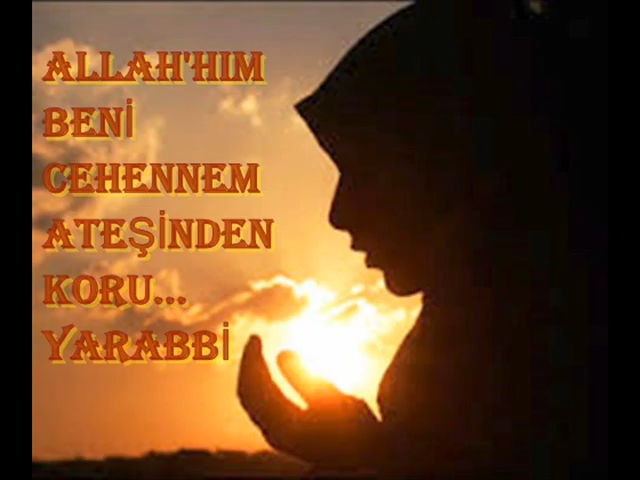 ALLAH'HIM
BENİ
CEHENNEM
ATEŞİNDEN
KORU...
YARABBİ